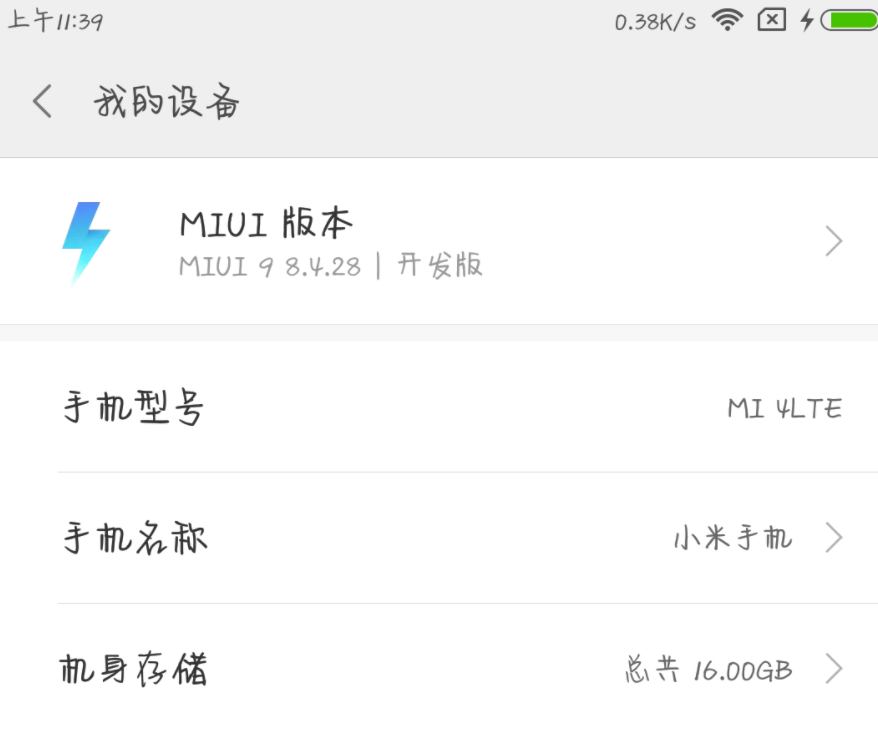 上午11:39 0.38K/s
我的设备
MIUI 版本
MIUI 9 8.4.28 | 开发版
手机型号 MI 4LTE
手机名称 小米手机
机身存储 总共 16.00GB